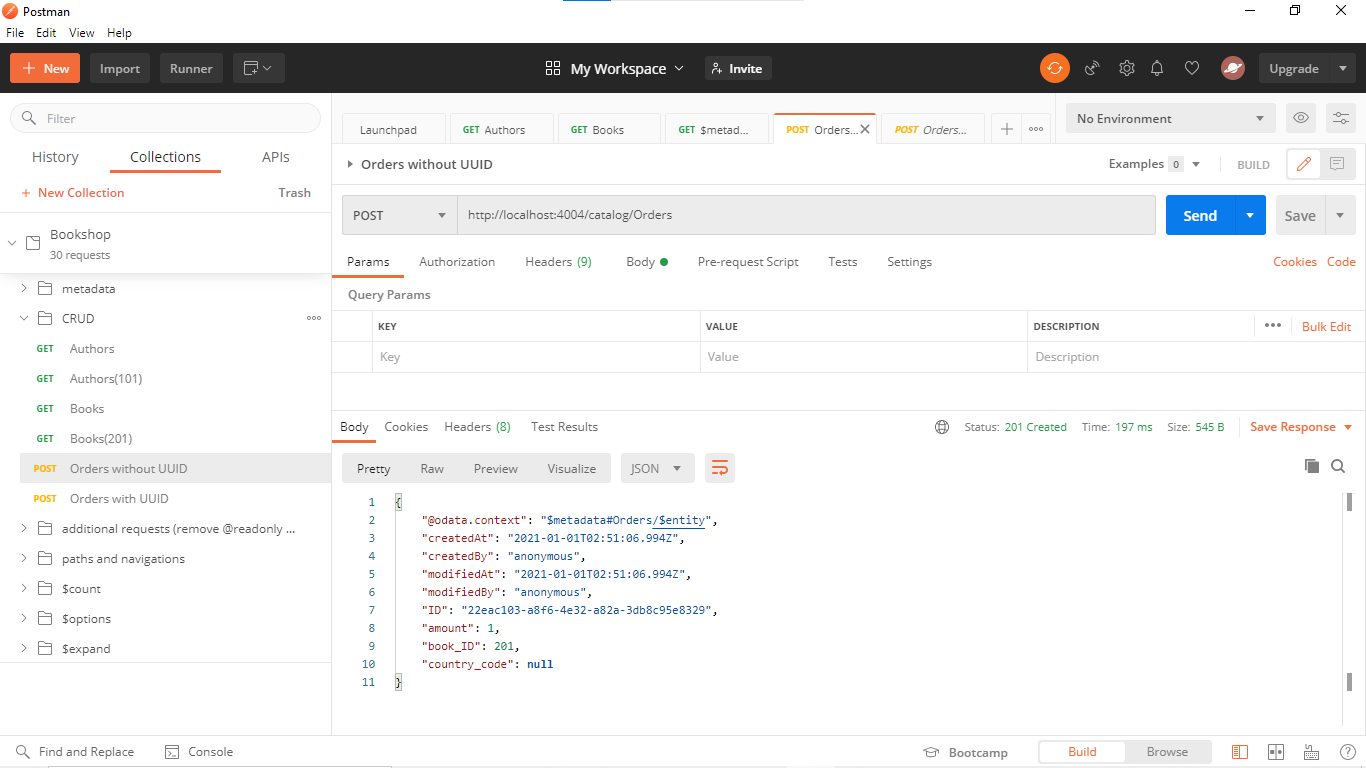 Postman
File Edit View Help
+ New Import Runner My Workspace Invite Upgrade
Filter
History Collections APIs
+ New Collection Trash
Bookshop
30 requests
metadata
CRUD
GET Authors
GET Authors(101)
GET Books
GET Books(201)
POST Orders without UUID
POST Orders with UUID
additional requests (remove @readonly ...
paths and navigations
$count
$options
$expand
Launchpad GET Authors GET Books GET $metad... POST Orders... POST Orders... No Environment
Orders without UUID Examples 0 BUILD
POST http://localhost:4004/catalog/Orders Send Save
Params Authorization Headers (9) Body Pre-request Script Tests Settings Cookies Code
Query Params
KEY VALUE DESCRIPTION Bulk Edit
Key Value Description
Body Cookies Headers (8) Test Results Status: 201 Created Time: 197 ms Size: 545 B Save Response
Pretty Raw Preview Visualize JSON
1 {
2 "@odata.context": "$metadata#Orders/$entity",
3 "createdAt": "2021-01-01T02:51:06.994Z",
4 "createdBy": "anonymous",
5 "modifiedAt": "2021-01-01T02:51:06.994Z",
6 "modifiedBy": "anonymous",
7 "ID": "22eac103-a8f6-4e32-a82a-3db8c95e8329",
8 "amount": 1,
9 "book_ID": 201,
10 "country_code": null
11 }
Find and Replace Console Bootcamp Build Browse